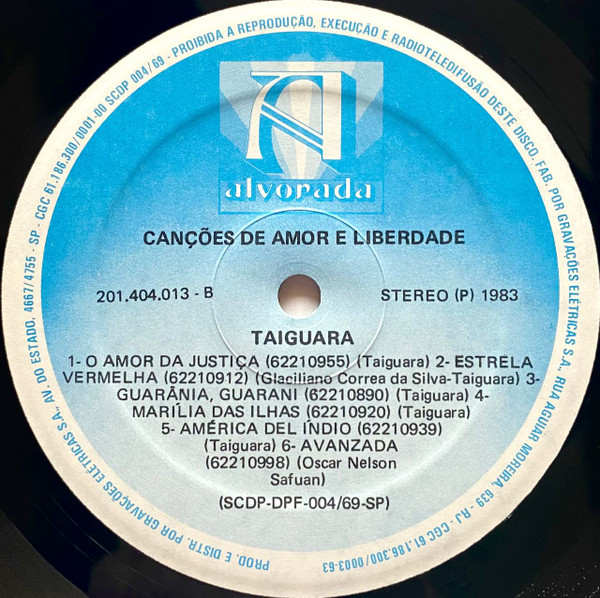 PROIBIDA A REPRODUÇÃO, EXECUCÃO E RADIOTELEDIFUSÃO DESTE DISCO. FAB. POR GRAVAÇÕES ELÉTRICAS S.A., RUA AGUIAR MOREIRA, 639 - RJ - CGC 61.186.300/0003-63
PROD. E DISTR. POR GRAVAÇÕES ELÉTRICAS S.A., AV. DO ESTADO, 4667/4755 - SP - CGC 61.186.300/0001-00 SCDP 004/69 -
A
alvorada
CANÇÕES DE AMOR E LIBERDADE
201.404.013 - B
STEREO (P) 1983
TAIGUARA
1- O AMOR DA JUSTIÇA (62210955) (Taiguara) 2- ESTRELA
VERMELHA (62210912) (Glaciliano Correa da Silva-Taiguara) 3-
GUARÂNIA, GUARANI (62210890) (Taiguara) 4-
MARÍLIA DAS ILHAS (62210920) (Taiguara)
5- AMÉRICA DEL INDIO (62210939)
(Taiguara) 6- AVANZADA
(62210998) (Oscar Nelson
Safuan)
(SCDP-DPF-004/69-SP)